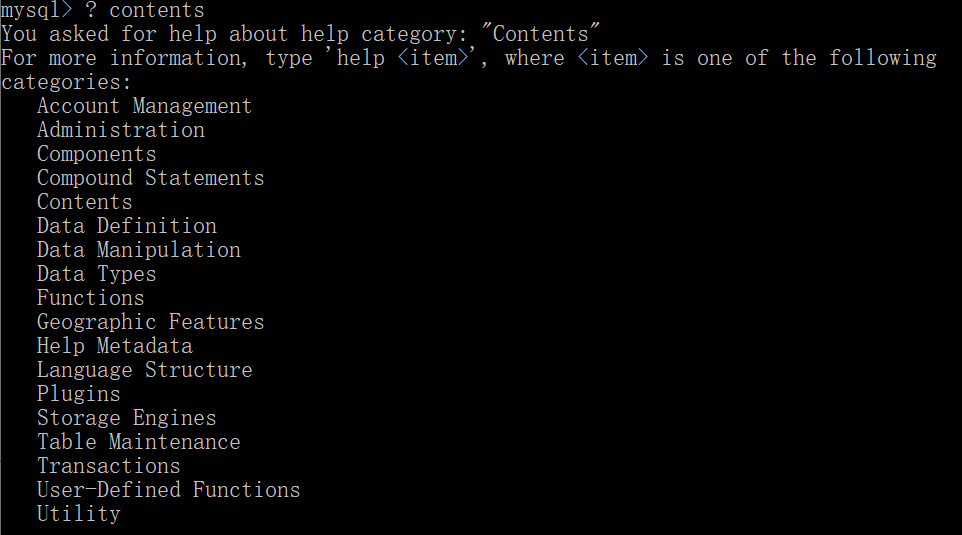 mysql> ? contents
You asked for help about help category: "Contents"
For more information, type 'help <item>', where <item> is one of the following
categories:
   Account Management
   Administration
   Components
   Compound Statements
   Contents
   Data Definition
   Data Manipulation
   Data Types
   Functions
   Geographic Features
   Help Metadata
   Language Structure
   Plugins
   Storage Engines
   Table Maintenance
   Transactions
   User-Defined Functions
   Utility